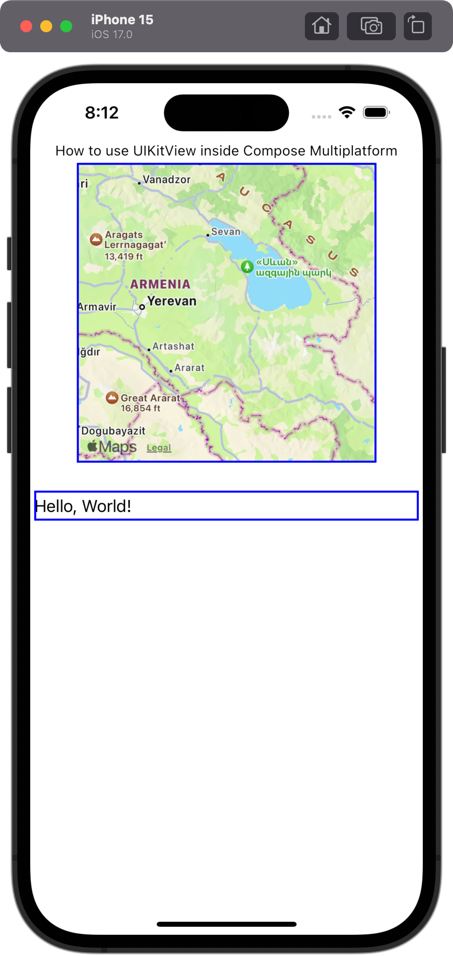 iPhone 15
iOS 17.0
8:12
How to use UIKitView inside Compose Multiplatform
ri
Vanadzor
AUCASUS
Sevan
Aragats
Lerrnagagat'
13,419 ft
«Սևան»
ազգային պարկ
ARMENIA
Yerevan
Armavir
Artashat
ğdır
Ararat
Great Ararat
16,854 ft
Dogubayazit
Maps
Legal
Hello, World!